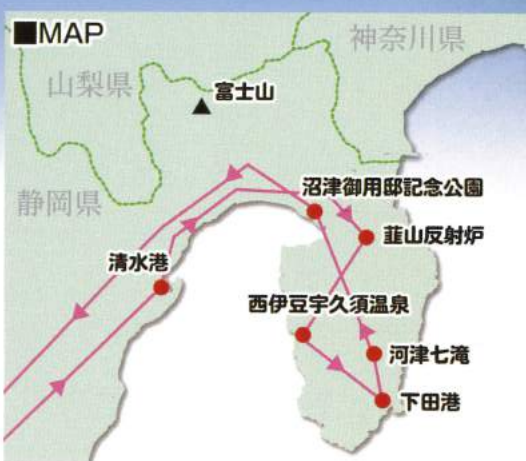 ■MAP
神奈川県
山梨県
富士山
沼津御用邸記念公園
静岡県
韮山反射炉
清水港
西伊豆宇久須温泉
河津七滝
下田港